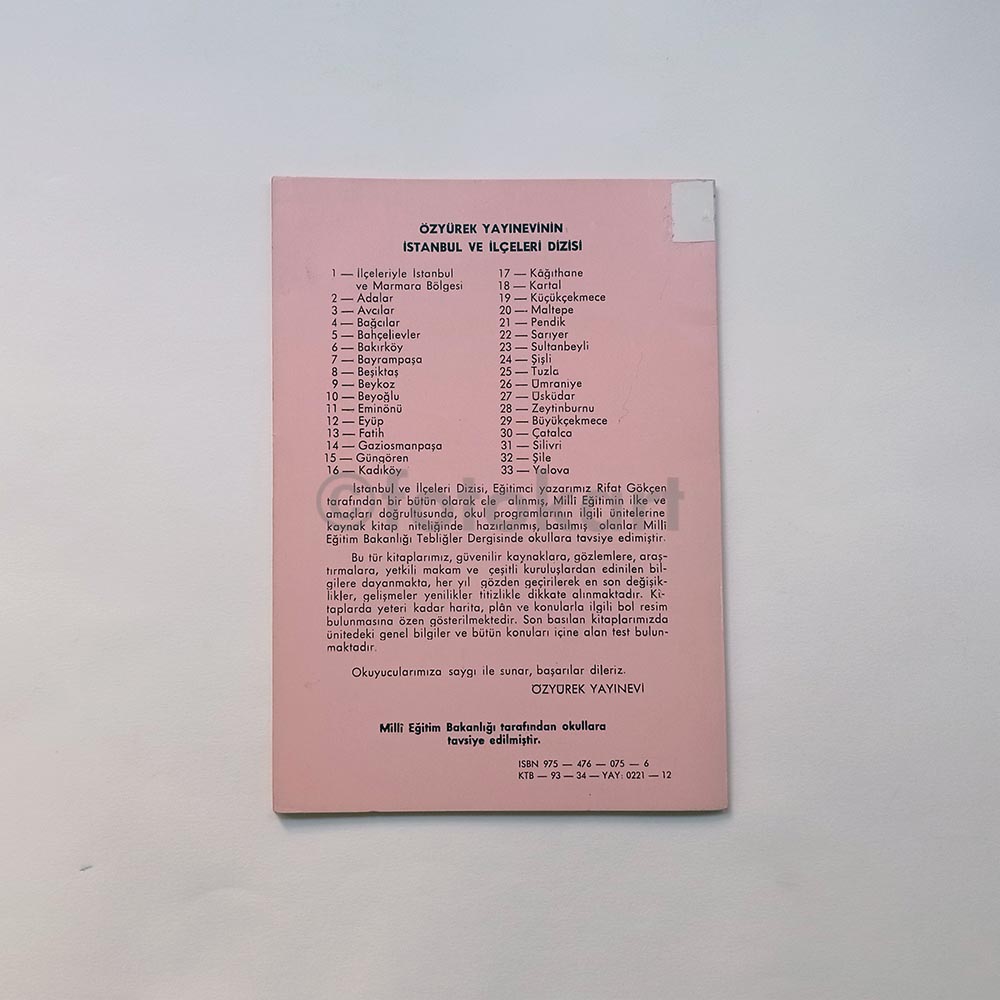 ÖZYÜREK YAYINEVİNİN
İSTANBUL VE İLÇELERİ DİZİSİ
1 — İlçeleriyle İstanbul
ve Marmara Bölgesi
2 — Adalar
3 — Avcılar
4 — Bağcılar
5 — Bahçelievler
6 — Bakırköy
7 — Bayrampaşa
8 — Beşiktaş
9 — Beykoz
10 — Beyoğlu
11 — Eminönü
12 — Eyüp
13 — Fatih
14 — Gaziosmanpaşa
15 — Güngören
16 — Kadıköy
17 — Kâğıthane
18 — Kartal
19 — Küçükçekmece
20 — Maltepe
21 — Pendik
22 — Sarıyer
23 — Sultanbeyli
24 — Şişli
25 — Tuzla
26 — Ümraniye
27 — Üsküdar
28 — Zeytinburnu
29 — Büyükçekmece
30 — Çatalca
31 — Silivri
32 — Şile
33 — Yalova
İstanbul ve İlçeleri Dizisi, Eğitimci yazarımız Rifat Gökçen
tarafından bir bütün olarak ele alınmış, Milli Eğitimin ilke ve
amaçları doğrultusunda, okul programlarının ilgili ünitelerine
kaynak kitap niteliğinde hazırlanmış, basılmış olanlar Milli
Eğitim Bakanlığı Tebliğler Dergisinde okullara tavsiye edimiştir.
Bu tür kitaplarımız, güvenilir kaynaklara, gözlemlere, araş-
tırmalara, yetkili makam ve çeşitli kuruluşlardan edinilen bil-
gilere dayanmakta, her yıl gözden geçirilerek en son değişik-
likler, gelişmeler yenilikler titizlikle dikkate alınmaktadır. Ki-
taplarda yeteri kadar harita, plân ve konularla ilgili bol resim
bulunmasına özen gösterilmektedir. Son basılan kitaplarımızda
ünitedeki genel bilgiler ve bütün konuları içine alan test bulun-
maktadır.
Okuyucularımıza saygı ile sunar, başarılar dileriz.
ÖZYÜREK YAYINEVİ
Millî Eğitim Bakanlığı tarafından okullara
tavsiye edilmiştir.
ISBN 975 — 476 — 075 — 6
KTB — 93 — 34 — YAY: 0221 — 12